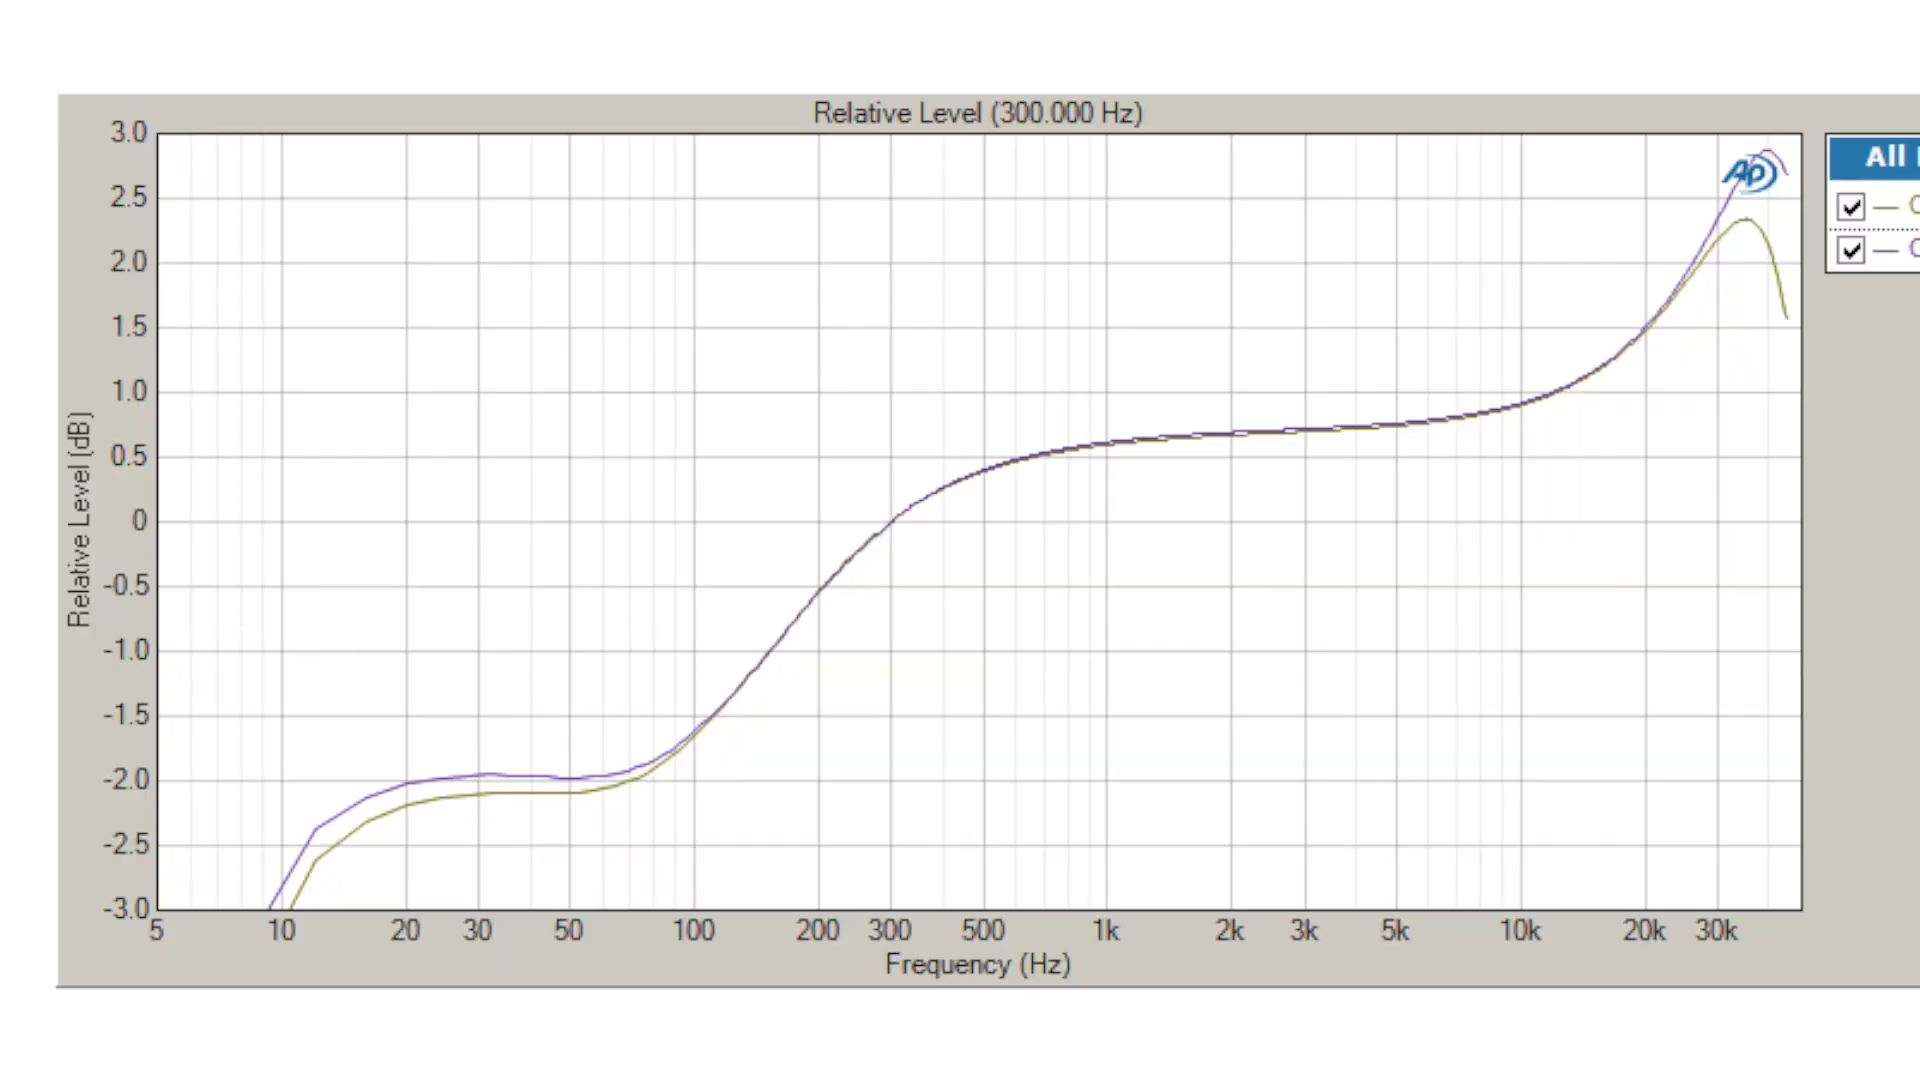 Relative Level (300.000 Hz)
3.0
2.5
2.0
1.5
1.0
0.5
0
-0.5
-1.0
-1.5
-2.0
-2.5
-3.0
Relative Level (dB)
5 10 20 30 50 100 200 300 500 1k 2k 3k 5k 10k 20k 30k
Frequency (Hz)
AP
All